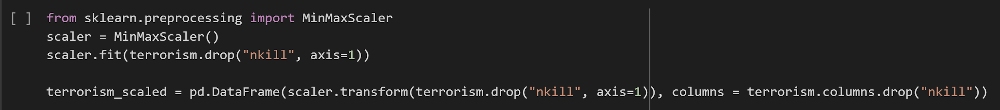 [ ] from sklearn.preprocessing import MinMaxScaler
scaler = MinMaxScaler()
scaler.fit(terrorism.drop("nkill", axis=1))
terrorism_scaled = pd.DataFrame(scaler.transform(terrorism.drop("nkill", axis=1)), columns = terrorism.columns.drop("nkill"))